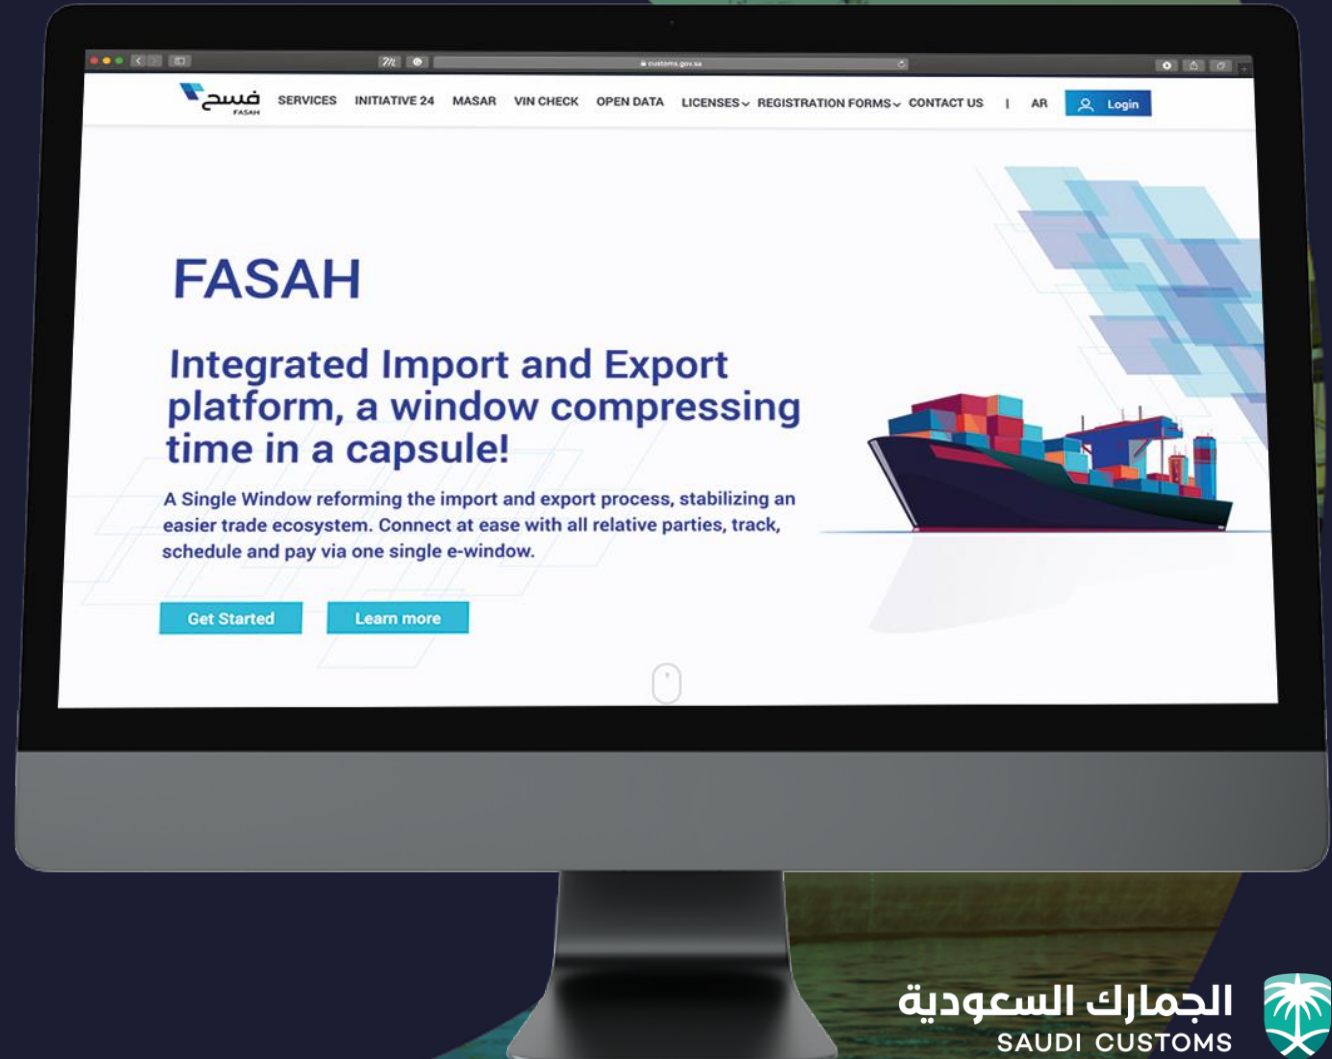 customs.gov.sa
فسح
FASAH
SERVICES INITIATIVE 24 MASAR VIN CHECK OPEN DATA LICENSES REGISTRATION FORMS CONTACT US | AR Login
FASAH
Integrated Import and Export
platform, a window compressing
time in a capsule!
A Single Window reforming the import and export process, stabilizing an
easier trade ecosystem. Connect at ease with all relative parties, track,
schedule and pay via one single e-window.
Get Started Learn more
الجمارك السعودية
SAUDI CUSTOMS